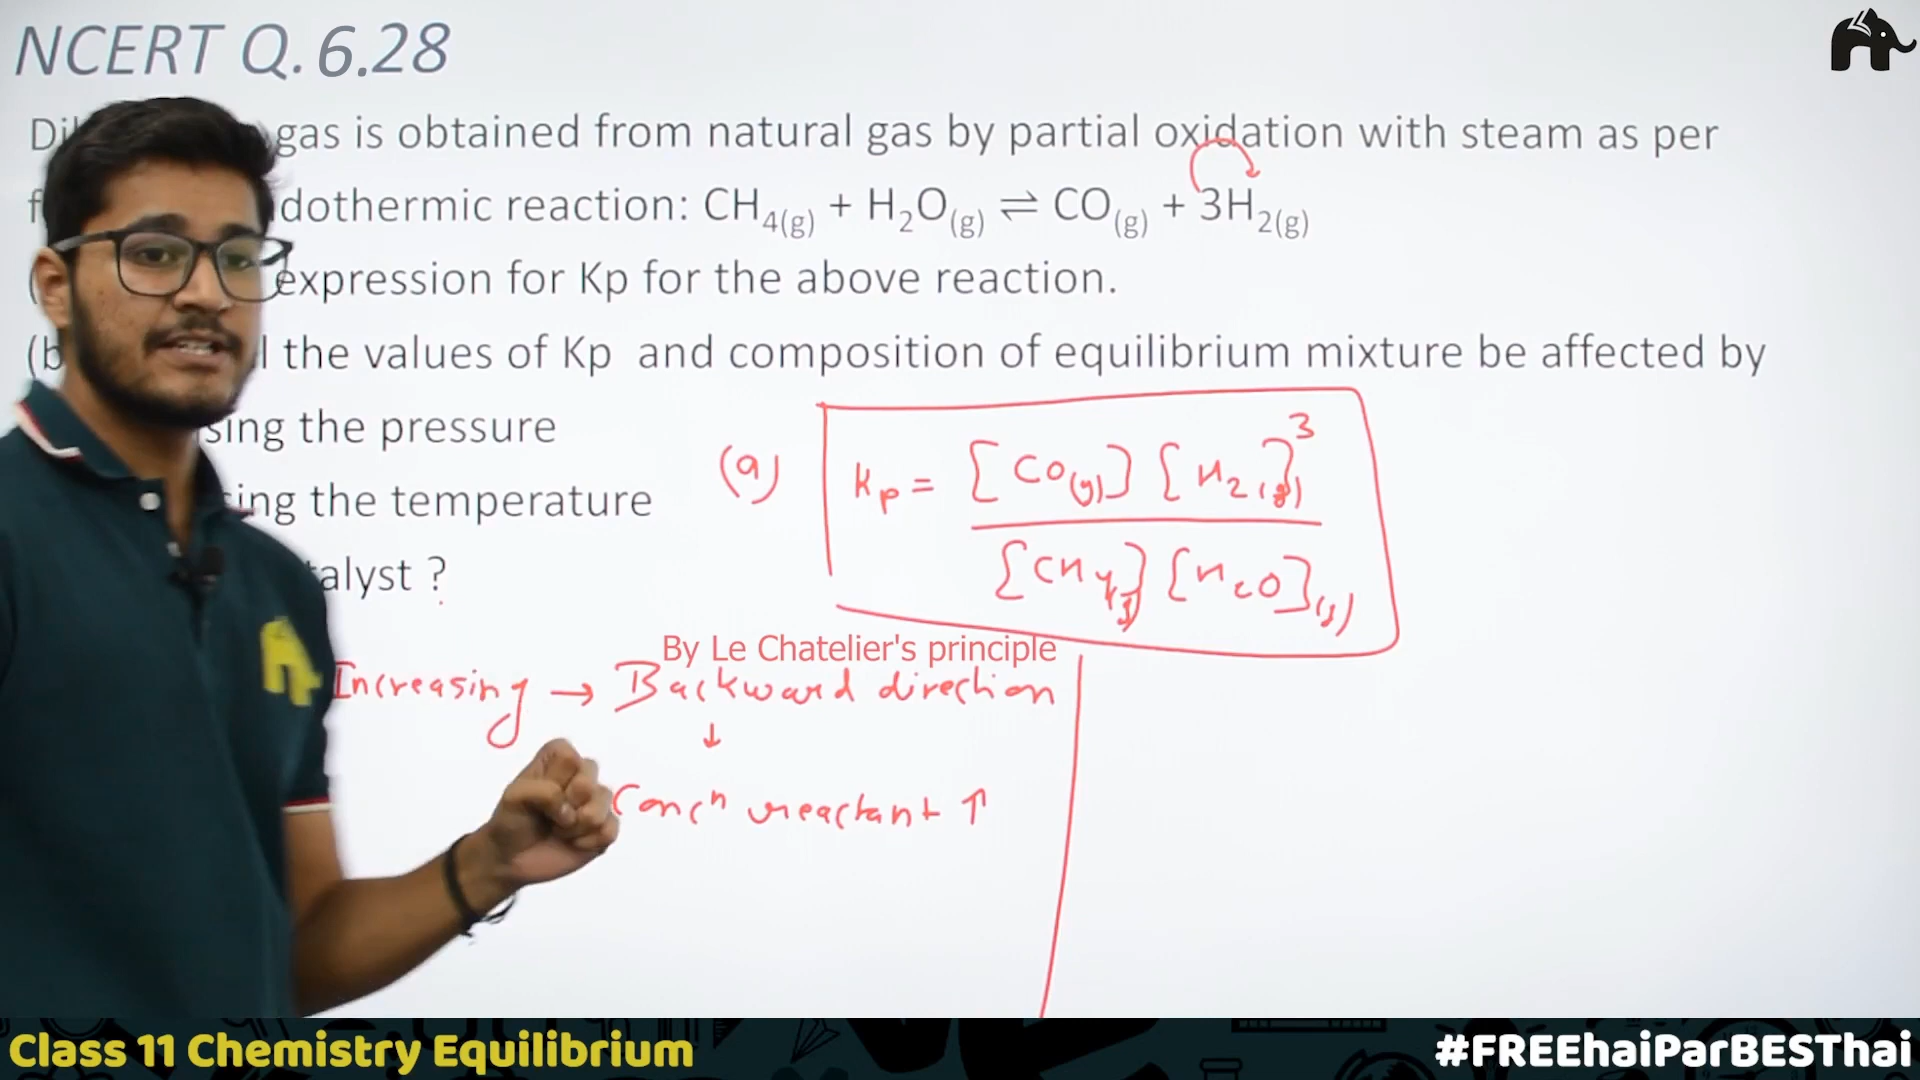 NCERT Q. 6.28
gas is obtained from natural gas by partial oxidation with steam as per
dothermic reaction: CH4(g) + H2O(g) ⇌ CO(g) + 3H2(g)
expression for Kp for the above reaction.
(b the values of Kp and composition of equilibrium mixture be affected by
sing the pressure
ing the temperature
alyst ?
(a) Kp = [CO(g)] [H2(g)]^3
[CH4(g)] [H2O](g)
By Le Chatelier's principle
Increasing → Backward direction
↓
Conc^n reactant ↑
Class 11 Chemistry Equilibrium
#FREEhaiParBESThai